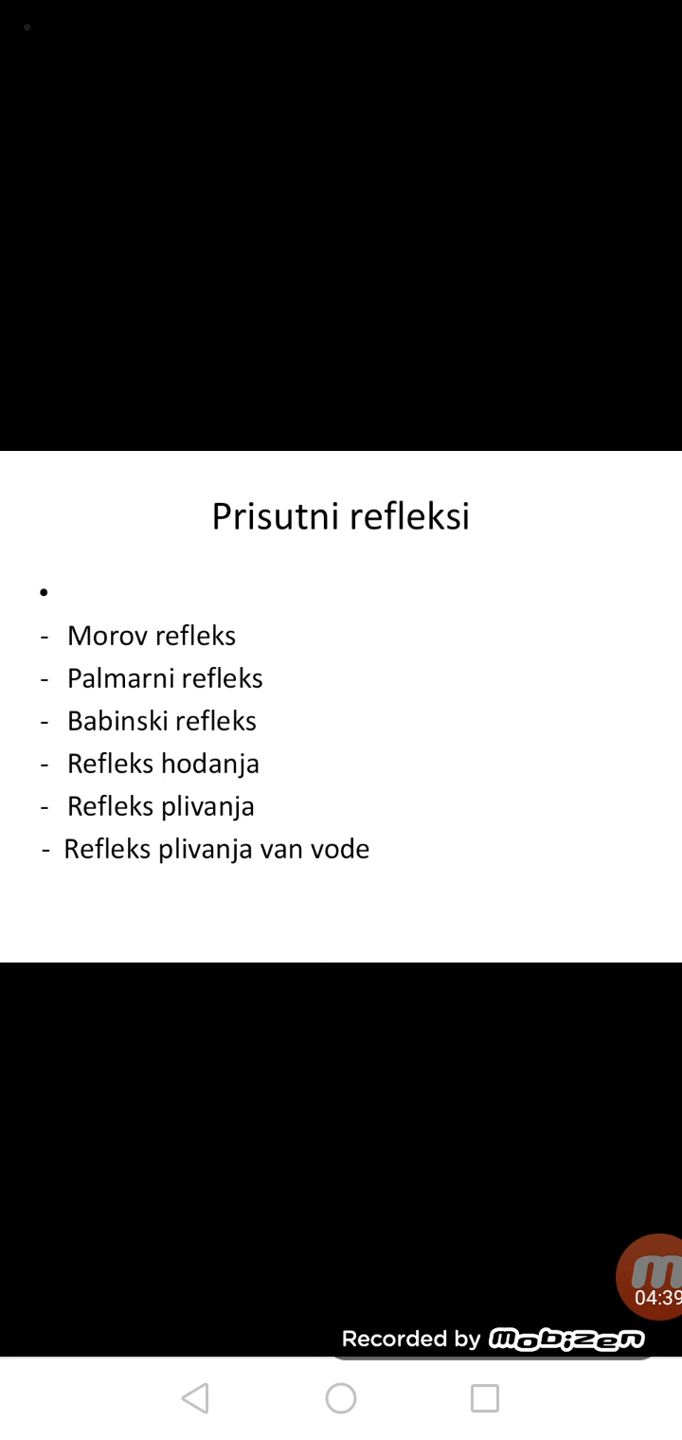 Prisutni refleksi
•
- Morov refleks
- Palmarni refleks
- Babinski refleks
- Refleks hodanja
- Refleks plivanja
- Refleks plivanja van vode
04:39
Recorded by mobizen